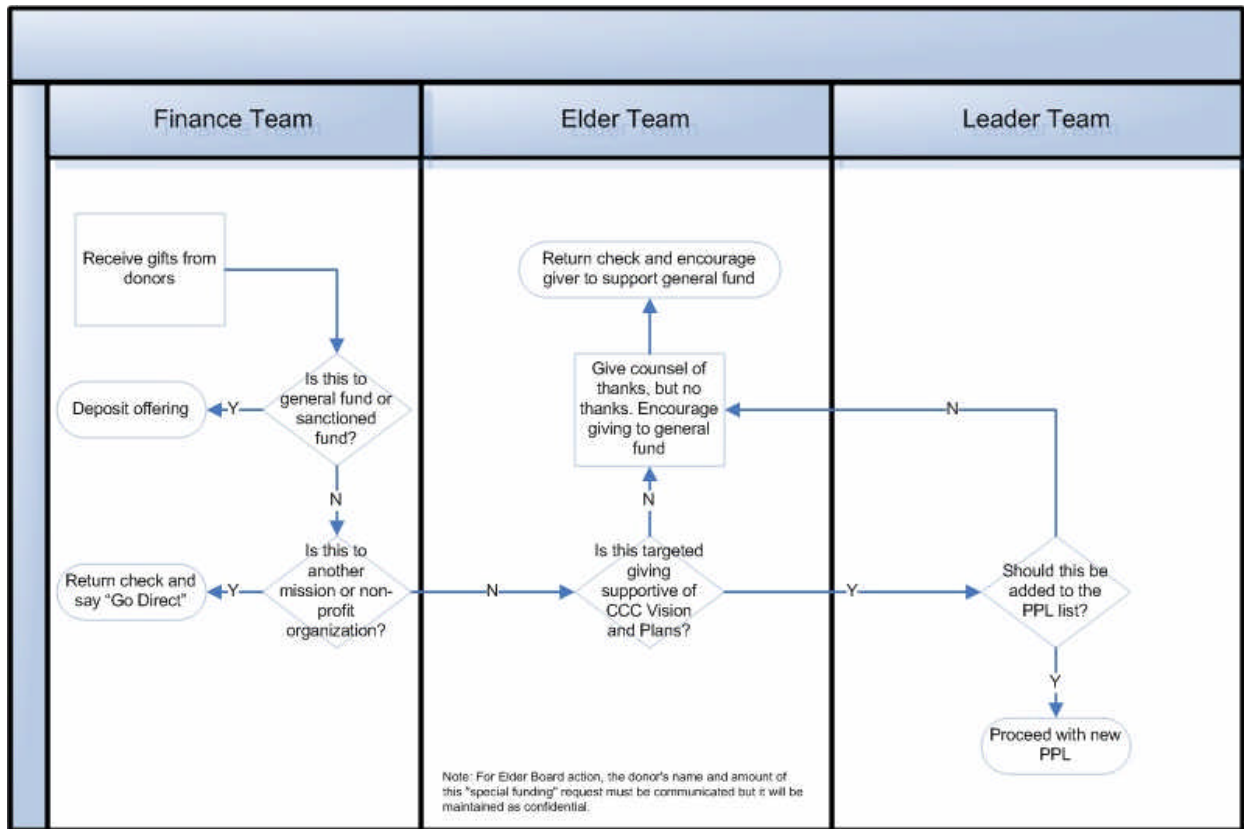 Finance Team
Elder Team
Leader Team
Receive gifts from
donors
Is this to
general fund or
sanctioned
fund?
Y
Deposit offering
N
Is this to
another
mission or non-
profit
organization?
Y
Return check and
say “Go Direct”
N
Return check and encourage
giver to support general fund
Give counsel of
thanks, but no
thanks. Encourage
giving to general
fund
N
Is this targeted
giving
supportive of
CCC Vision
and Plans?
Y
N
Should this be
added to the
PPL list?
Y
Proceed with new
PPL
Note: For Elder Board action, the donor's name and amount of
this "special funding" request must be communicated but it will be
maintained as confidential.